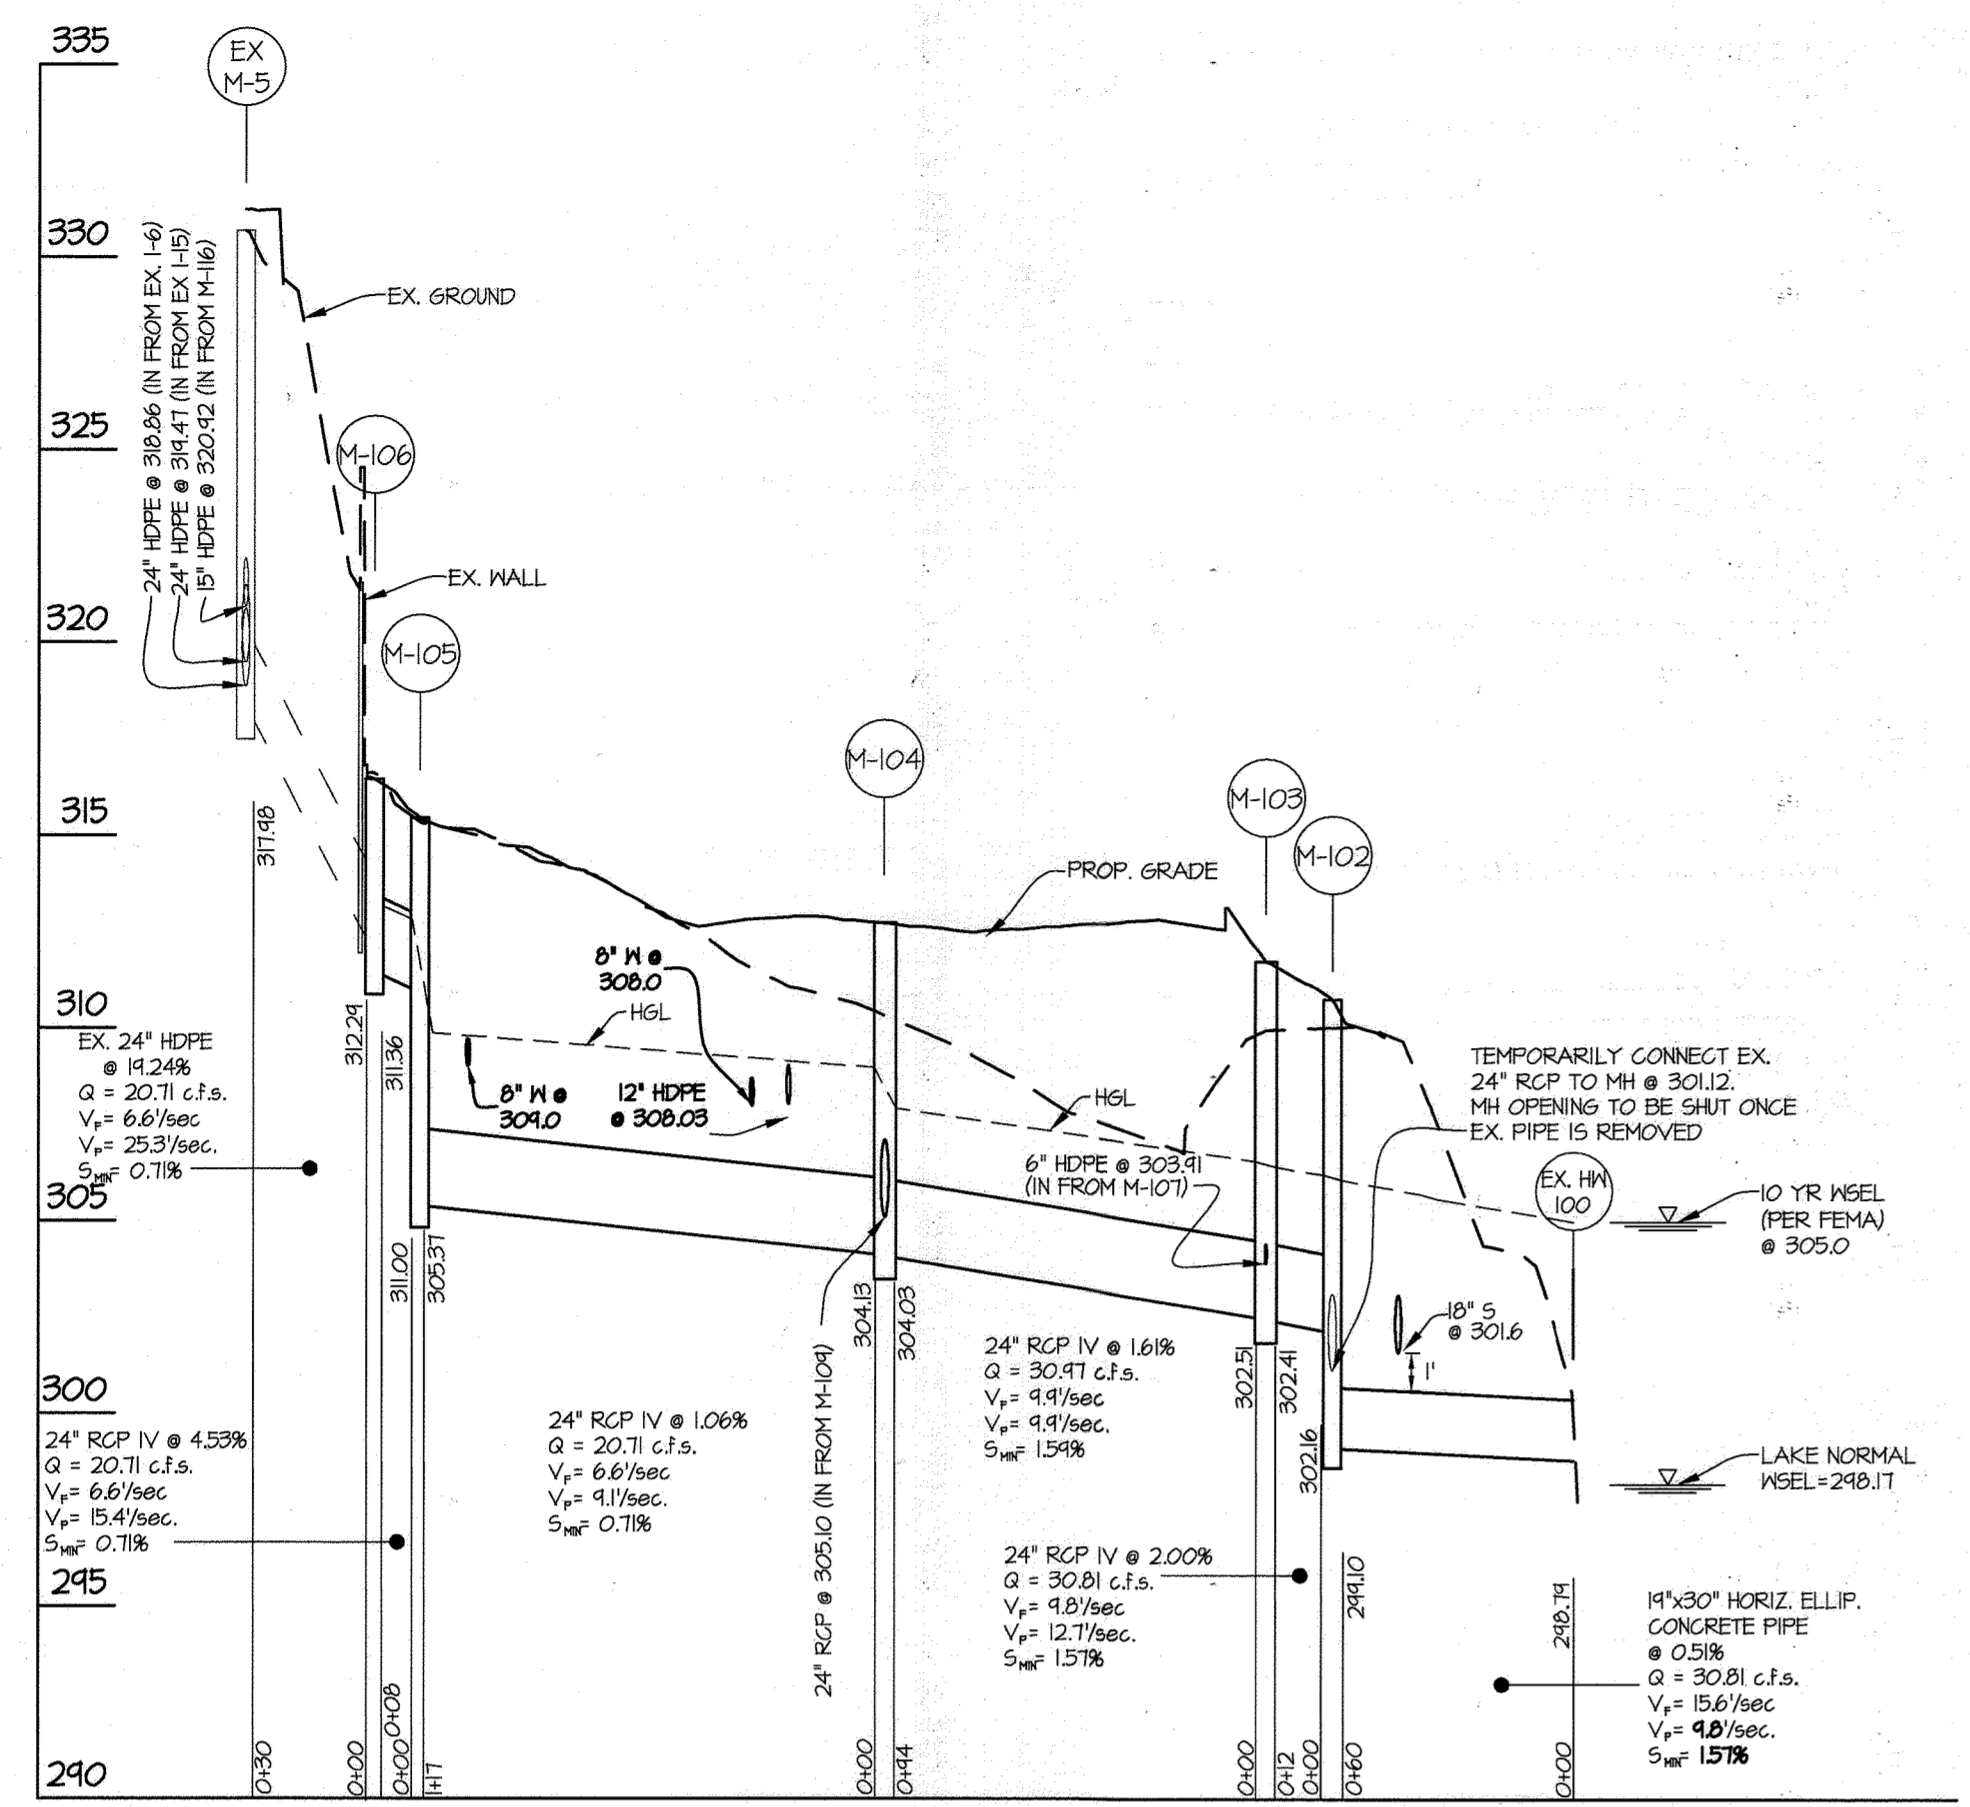 335
330
325
320
315
310
305
300
295
290
EX
M-5
24" HDPE @ 318.86 (IN FROM EX. I-6)
24" HDPE @ 319.47 (IN FROM EX I-15)
15" HDPE @ 320.92 (IN FROM M-116)
EX. GROUND
M-106
EX. WALL
M-105
M-104
M-103
M-102
PROP. GRADE
317.98
312.29
311.36
EX. 24" HDPE
@ 19.24%
Q = 20.71 c.f.s.
VF= 6.6'/sec
VP= 25.3'/sec.
SMIN= 0.71%
8" W @
308.0
HGL
8" W @
309.0
12" HDPE
@ 308.03
HGL
6" HDPE @ 303.91
(IN FROM M-107)
TEMPORARILY CONNECT EX.
24" RCP TO MH @ 301.12.
MH OPENING TO BE SHUT ONCE
EX. PIPE IS REMOVED
EX. HW
100
10 YR WSEL
(PER FEMA)
@ 305.0
18" S
@ 301.6
1'
311.00
305.37
304.13
304.03
302.51
302.41
302.16
299.10
298.79
24" RCP @ 305.10 (IN FROM M-109)
24" RCP IV @ 4.53%
Q = 20.71 c.f.s.
VF= 6.6'/sec
VP= 15.4'/sec.
SMIN= 0.71%
24" RCP IV @ 1.06%
Q = 20.71 c.f.s.
VF= 6.6'/sec
VP= 9.1'/sec.
SMIN= 0.71%
24" RCP IV @ 1.61%
Q = 30.97 c.f.s.
VF= 9.9'/sec
VP= 9.9'/sec.
SMIN= 1.59%
LAKE NORMAL
WSEL=298.17
24" RCP IV @ 2.00%
Q = 30.81 c.f.s.
VF= 9.8'/sec
VP= 12.7'/sec.
SMIN= 1.57%
19"x30" HORIZ. ELLIP.
CONCRETE PIPE
@ 0.51%
Q = 30.81 c.f.s.
VF= 15.6'/sec
VP= 9.8'/sec.
SMIN= 1.57%
0+30
0+00
0+08
0+00
1+17
0+00
0+94
0+00
0+12
0+00
0+60
0+00